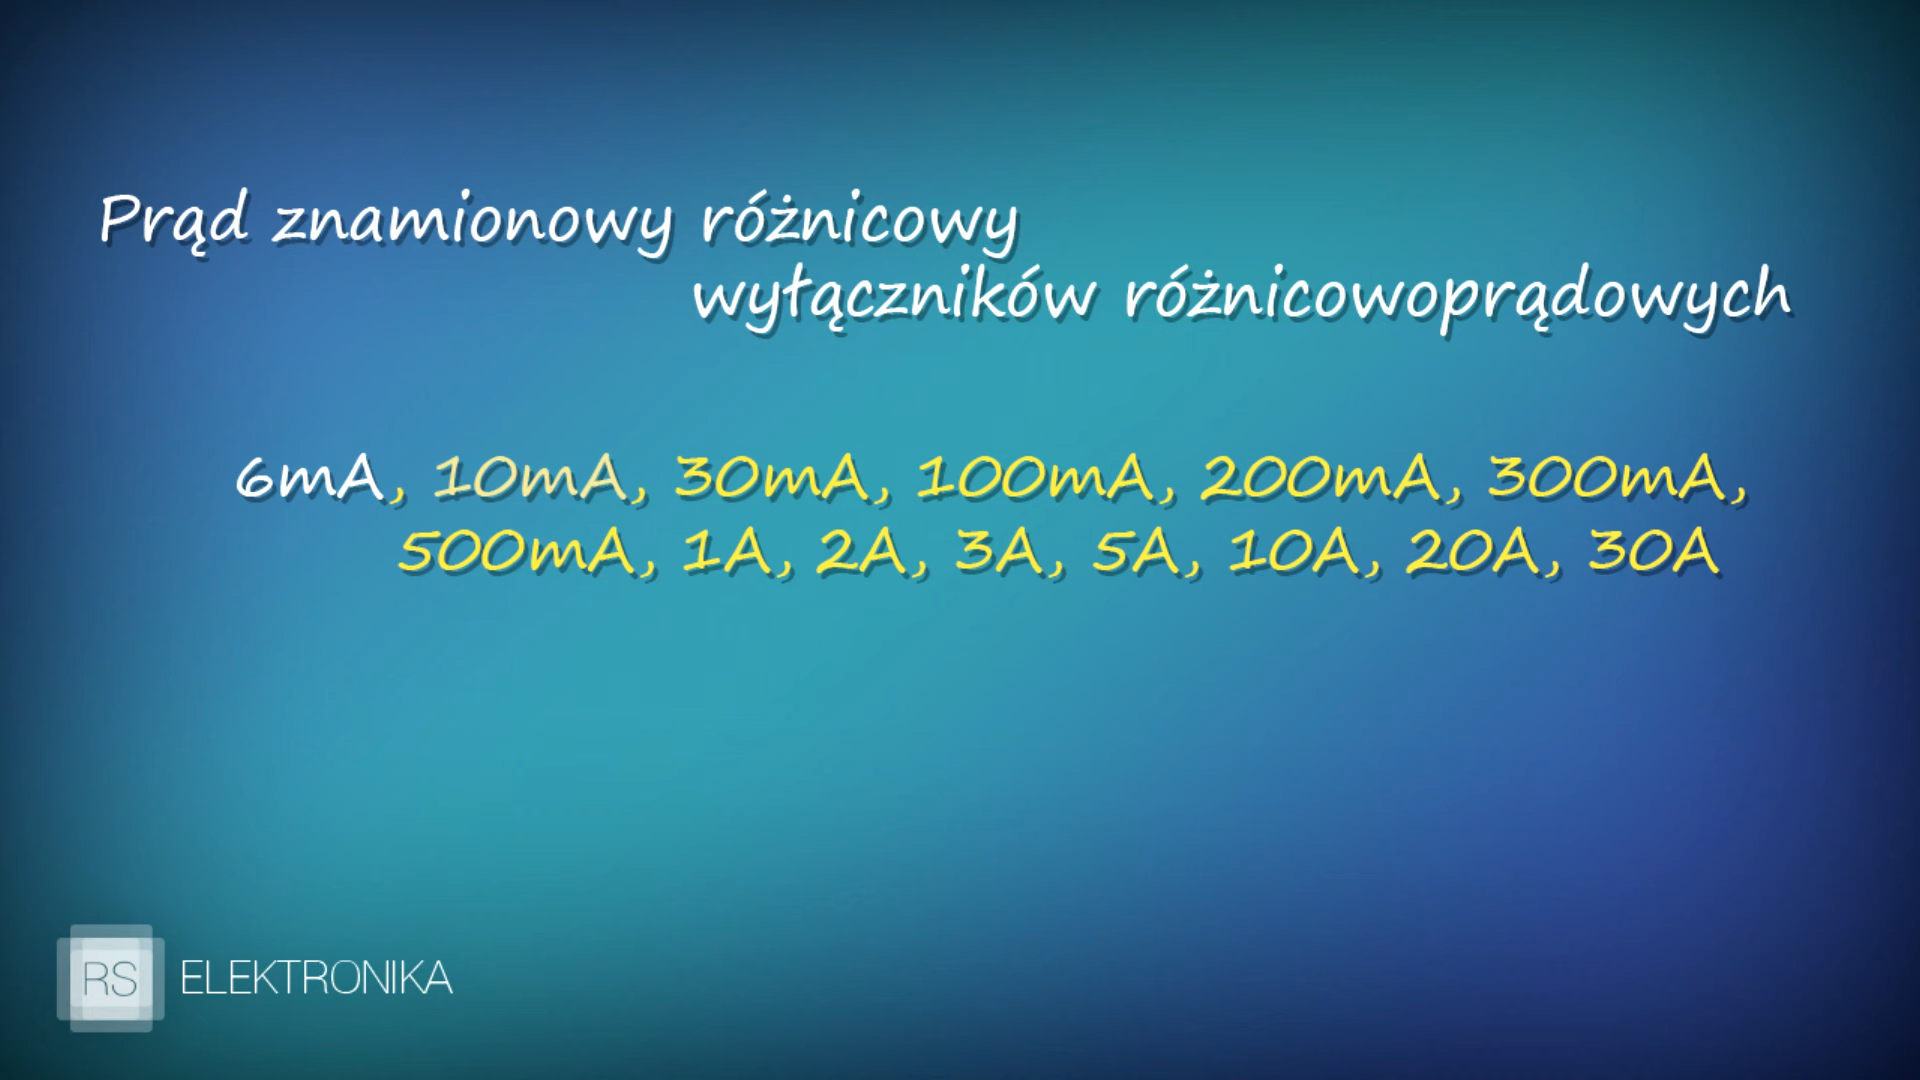 Prąd znamionowy różnicowy
wyłączników różnicowoprądowych
6mA, 10mA, 30mA, 100mA, 200mA, 300mA,
500mA, 1A, 2A, 3A, 5A, 10A, 20A, 30A
RS ELEKTRONIKA